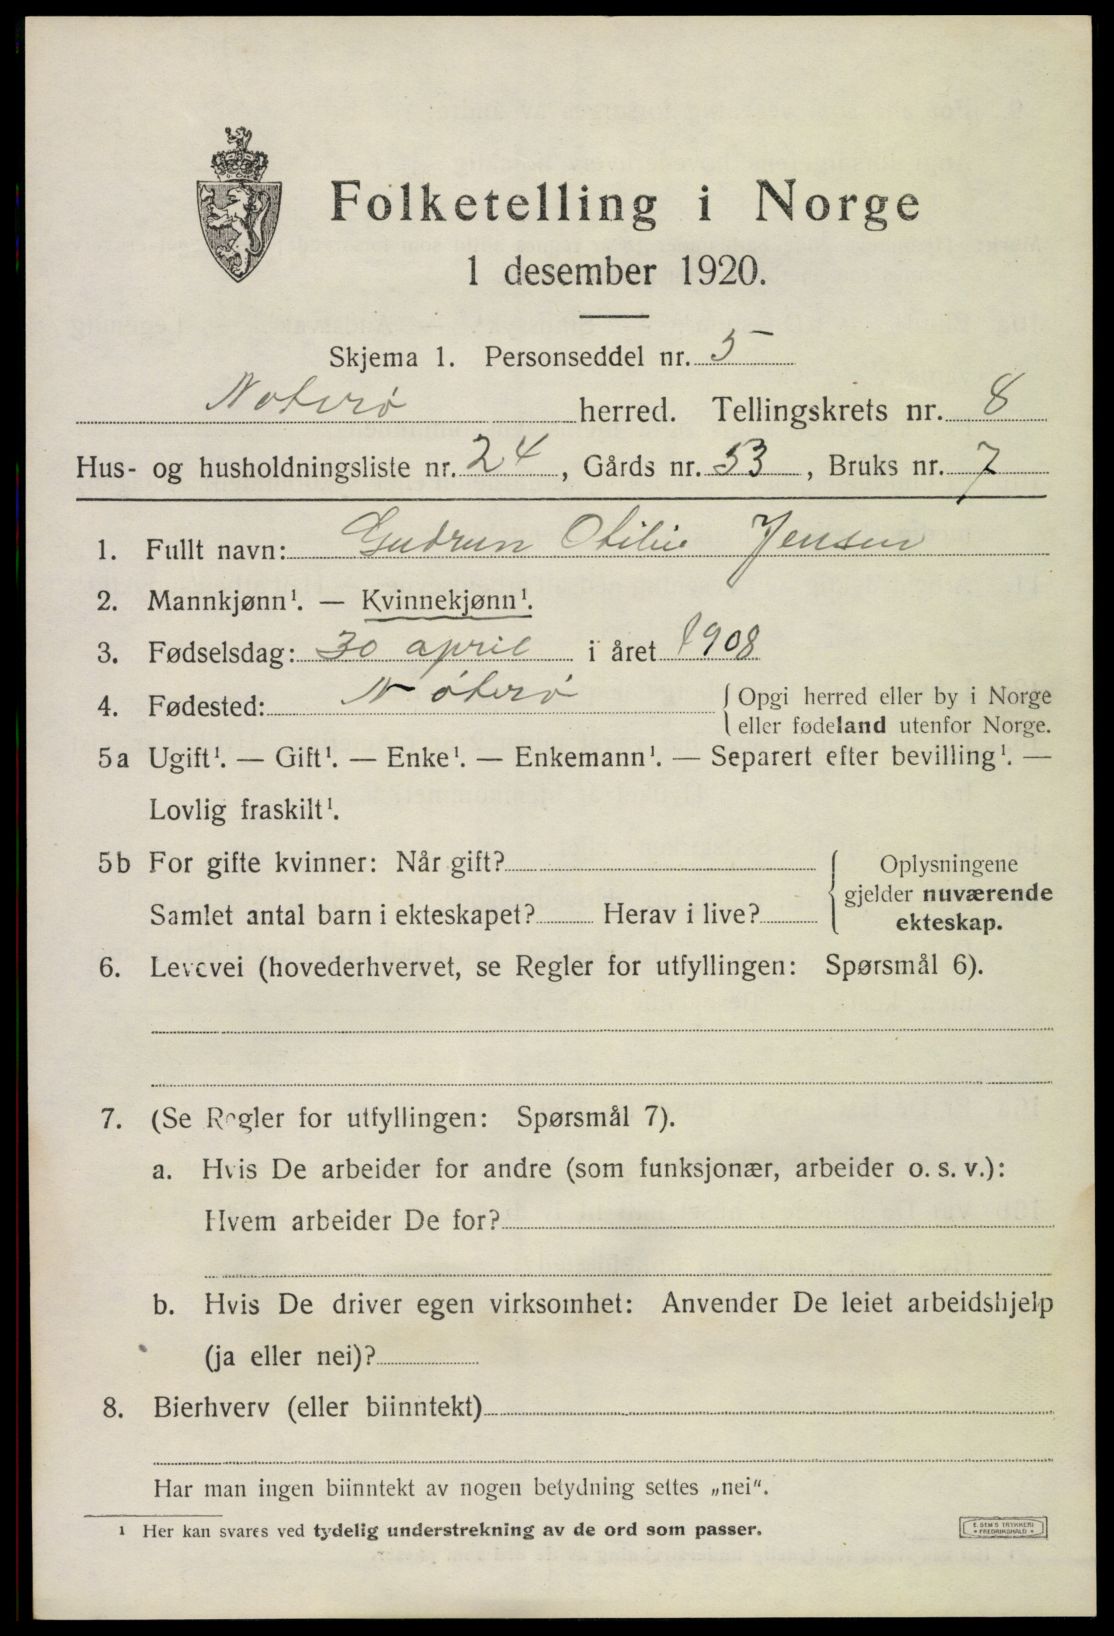 Folketelling i Norge
1 desember 1920.
Skjema 1. Personseddel nr. 5
Nøterø herred. Tellingskrets nr. 8
Hus- og husholdningsliste nr. 24, Gårds nr. 53, Bruks nr. 7
1. Fullt navn: Gudrun Otilie Jensen
2. Mannkjønn¹. — Kvinnekjønn¹.
3. Fødselsdag: 30 april i året 1908
4. Fødested: Nøterø { Opgi herred eller by i Norge
eller fødeland utenfor Norge.
5a Ugift¹. — Gift¹. — Enke¹. — Enkemann¹. — Separert efter bevilling¹. —
Lovlig fraskilt¹.
5b For gifte kvinner: Når gift?
Samlet antal barn i ekteskapet? Herav i live?
{ Oplysningene
gjelder nuværende
ekteskap.
6. Levevei (hovederhvervet, se Regler for utfyllingen: Spørsmål 6).
7. (Se Regler for utfyllingen: Spørsmål 7).
a. Hvis De arbeider for andre (som funksjonær, arbeider o. s. v.):
Hvem arbeider De for?
b. Hvis De driver egen virksomhet: Anvender De leiet arbeidshjelp
(ja eller nei)?
8. Bierhverv (eller biinntekt)
Har man ingen biinntekt av nogen betydning settes „nei".
¹ Her kan svares ved tydelig understrekning av de ord som passer.
E. SEM'S TRYKKERI
• FREDRIKSHALD •